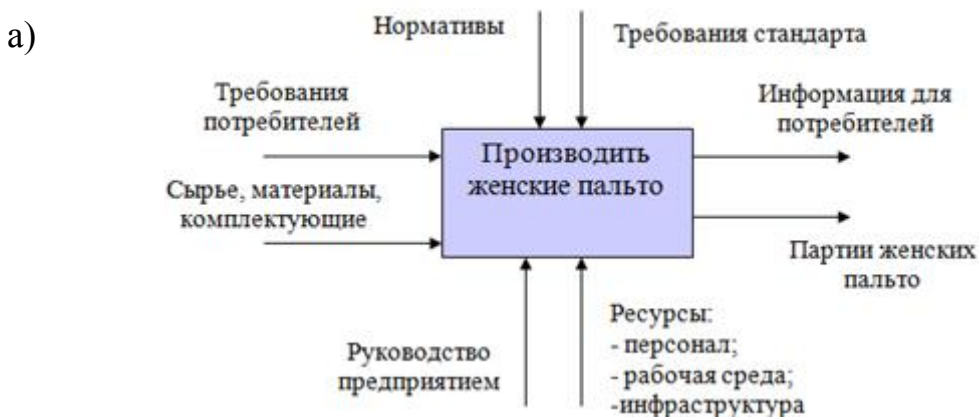 а)
Нормативы
Требования стандарта
Требования
потребителей
Информация для
потребителей
Производить
женские пальто
Сырье, материалы,
комплектующие
Партии женских
пальто
Руководство
предприятием
Ресурсы:
- персонал;
- рабочая среда;
-инфраструктура